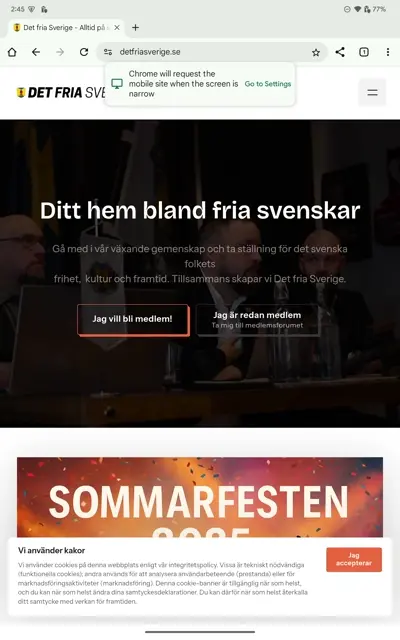 2:45
77%
Det fria Sverige - Alltid på
detfriasverige.se
1
Chrome will request the
mobile site when the screen is
narrow
Go to Settings
DET FRIA SVE
Ditt hem bland fria svenskar
Gå med i vår växande gemenskap och ta ställning för det svenska
folkets
frihet, kultur och framtid. Tillsammans skapar vi Det fria Sverige.
Jag vill bli medlem!
Jag är redan medlem
Ta mig till medlemsforumet
SOMMARFESTEN
2025
Vi använder kakor
Vi använder cookies på denna webbplats enligt vår integritetspolicy. Vissa är tekniskt nödvändiga
(funktionella cookies); andra används för att analysera användarbeteende (prestanda) eller för
marknadsföringsaktiviteter (marknadsföring). Denna cookie-banner är tillgänglig när som helst,
och du kan när som helst ändra dina samtyckesdeklarationer. Du kan därför när som helst återkalla
ditt samtycke med verkan för framtiden.
Jag
accepterar